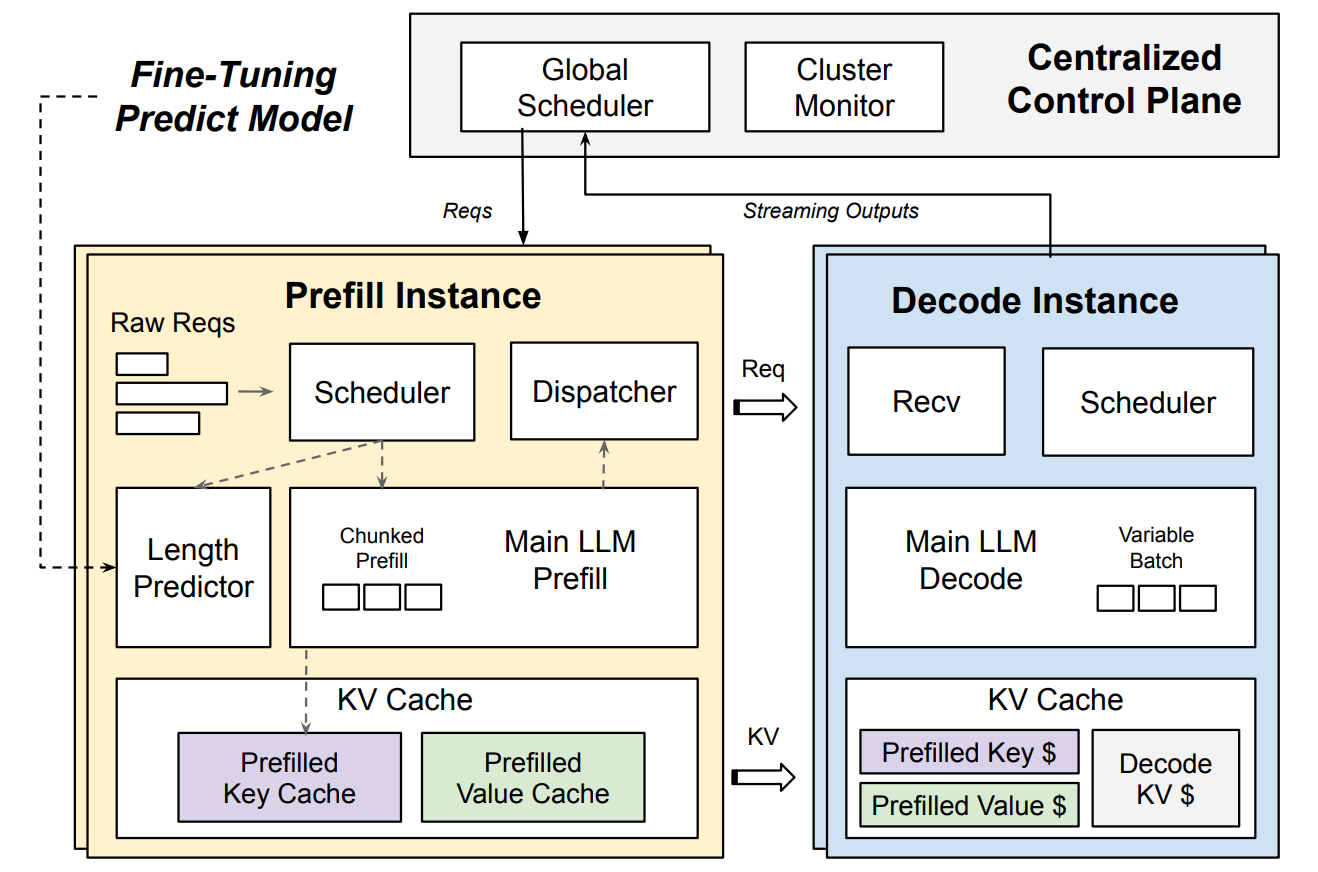 Fine-Tuning
Predict Model
Global
Scheduler
Cluster
Monitor
Centralized
Control Plane
Reqs
Streaming Outputs
Prefill Instance
Raw Reqs
Scheduler
Dispatcher
Length
Predictor
Chunked
Prefill
Main LLM
Prefill
KV Cache
Prefilled
Key Cache
Prefilled
Value Cache
Req
KV
Decode Instance
Recv
Scheduler
Main LLM
Decode
Variable
Batch
KV Cache
Prefilled Key $
Prefilled Value $
Decode
KV $